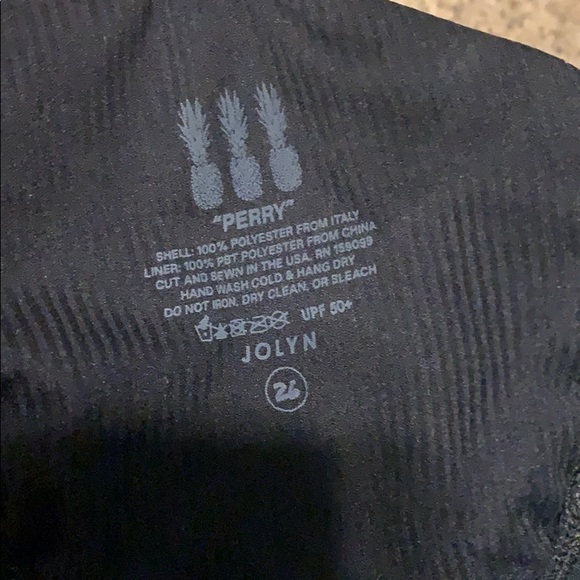 "PERRY"
SHELL: 100% POLYESTER FROM ITALY
LINER: 100% PBT POLYESTER FROM CHINA
CUT AND SEWN IN THE USA. RN 159099
HAND WASH COLD & HANG DRY
DO NOT IRON, DRY CLEAN, OR BLEACH
UPF 50+
JOLYN
26